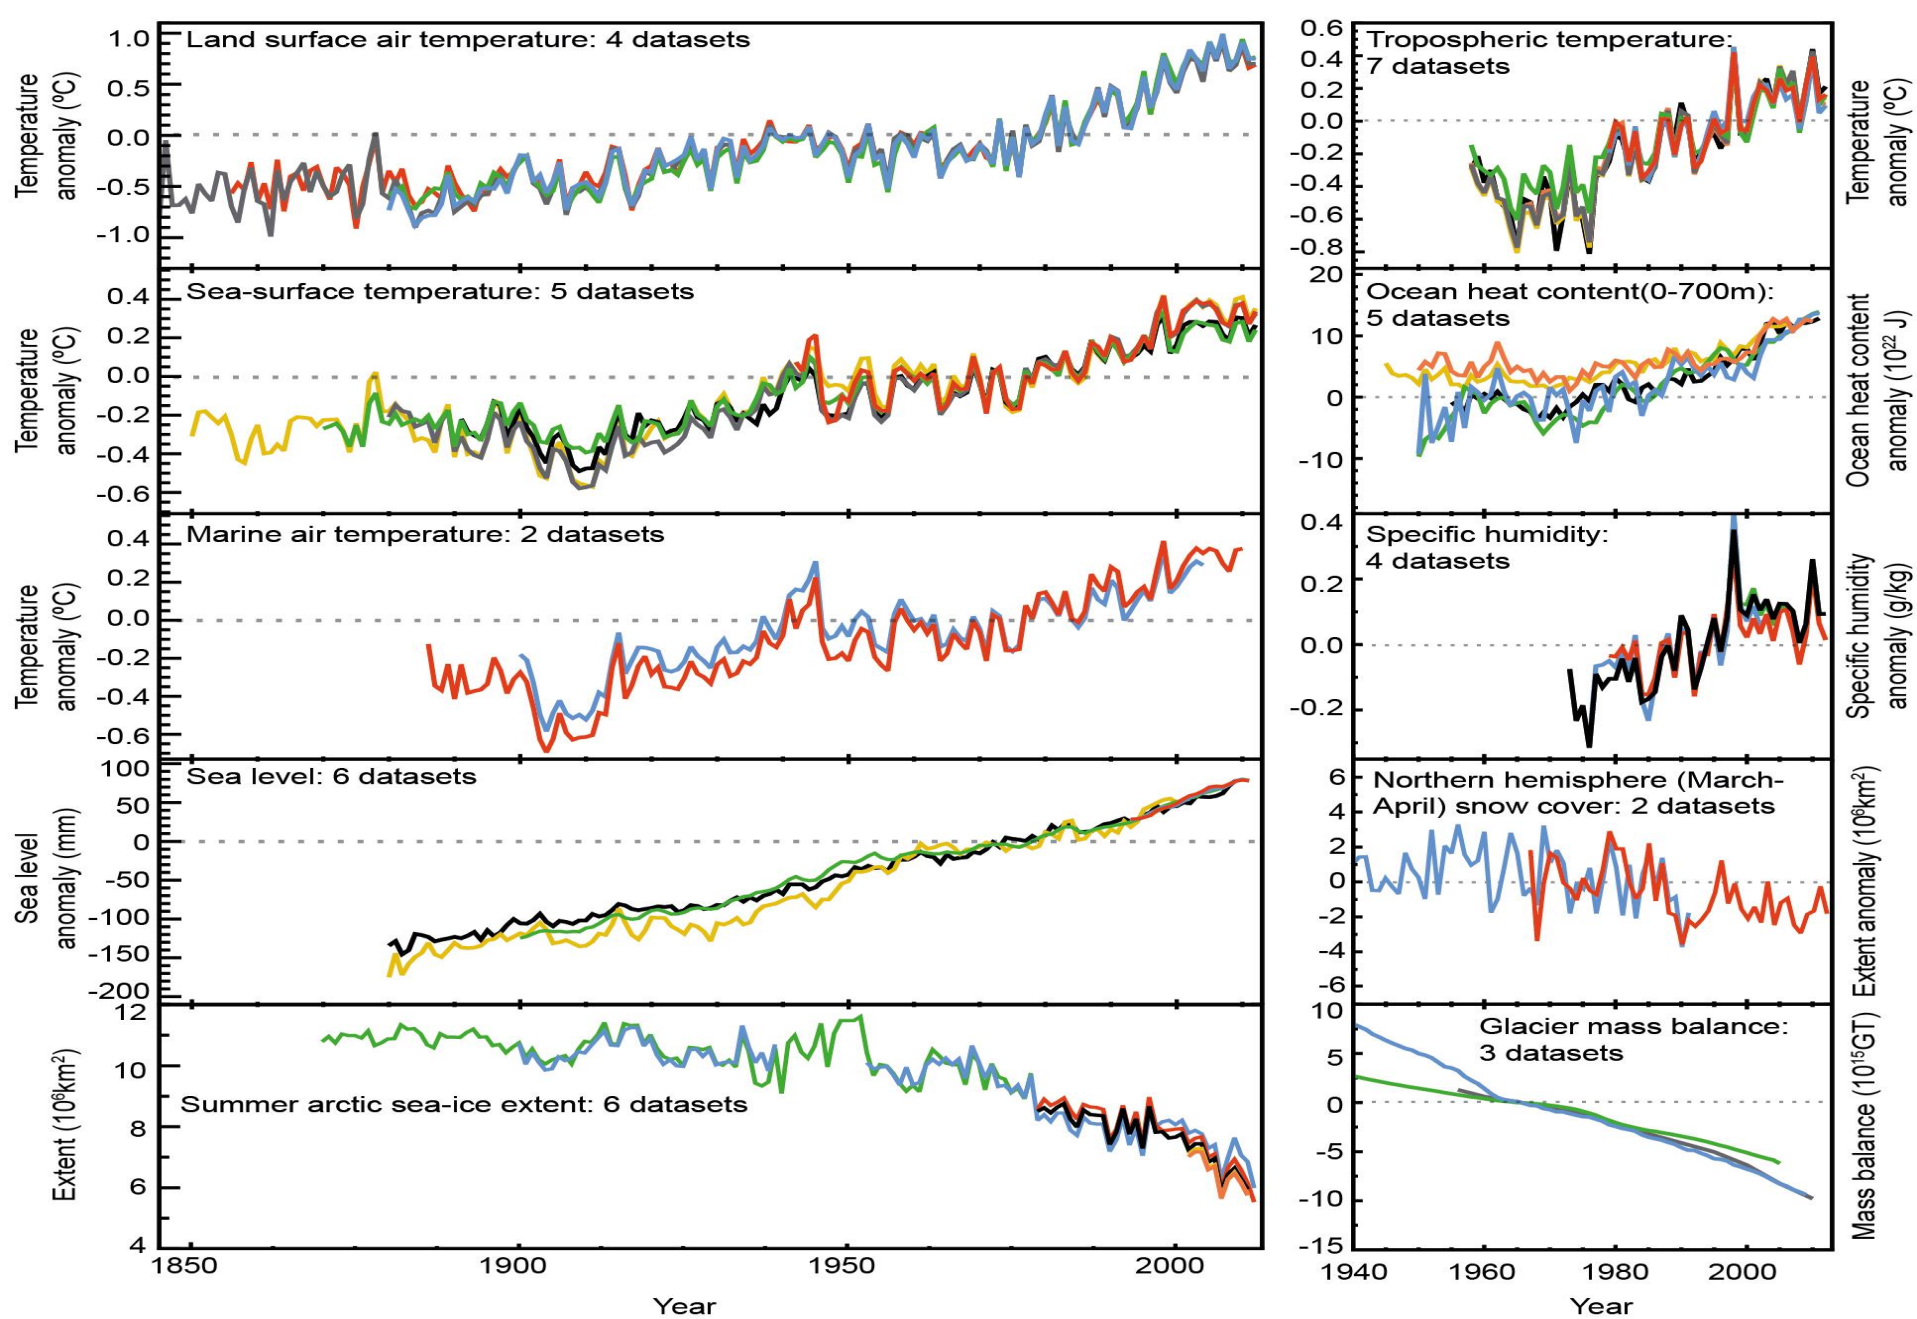 Land surface air temperature: 4 datasets
1.0
0.5
0.0
-0.5
-1.0
Temperature
anomaly (ºC)
Sea-surface temperature: 5 datasets
0.4
0.2
0.0
-0.2
-0.4
-0.6
Temperature
anomaly (ºC)
Marine air temperature: 2 datasets
0.4
0.2
0.0
-0.2
-0.4
-0.6
Temperature
anomaly (ºC)
Sea level: 6 datasets
100
50
0
-50
-100
-150
-200
Sea level
anomaly (mm)
12
10
Summer arctic sea-ice extent: 6 datasets
8
6
4
Extent (10⁶km²)
1850 1900 1950 2000
Year
Tropospheric temperature:
7 datasets
0.6
0.4
0.2
0.0
-0.2
-0.4
-0.6
-0.8
Temperature
anomaly (ºC)
Ocean heat content(0-700m):
5 datasets
20
10
0
-10
Ocean heat content
anomaly (10²² J)
Specific humidity:
4 datasets
0.4
0.2
0.0
-0.2
Specific humidity
anomaly (g/kg)
Northern hemisphere (March-
April) snow cover: 2 datasets
6
4
2
0
-2
-4
-6
Extent anomaly (10⁶km²)
Glacier mass balance:
3 datasets
10
5
0
-5
-10
-15
Mass balance (10¹⁵GT)
1940 1960 1980 2000
Year